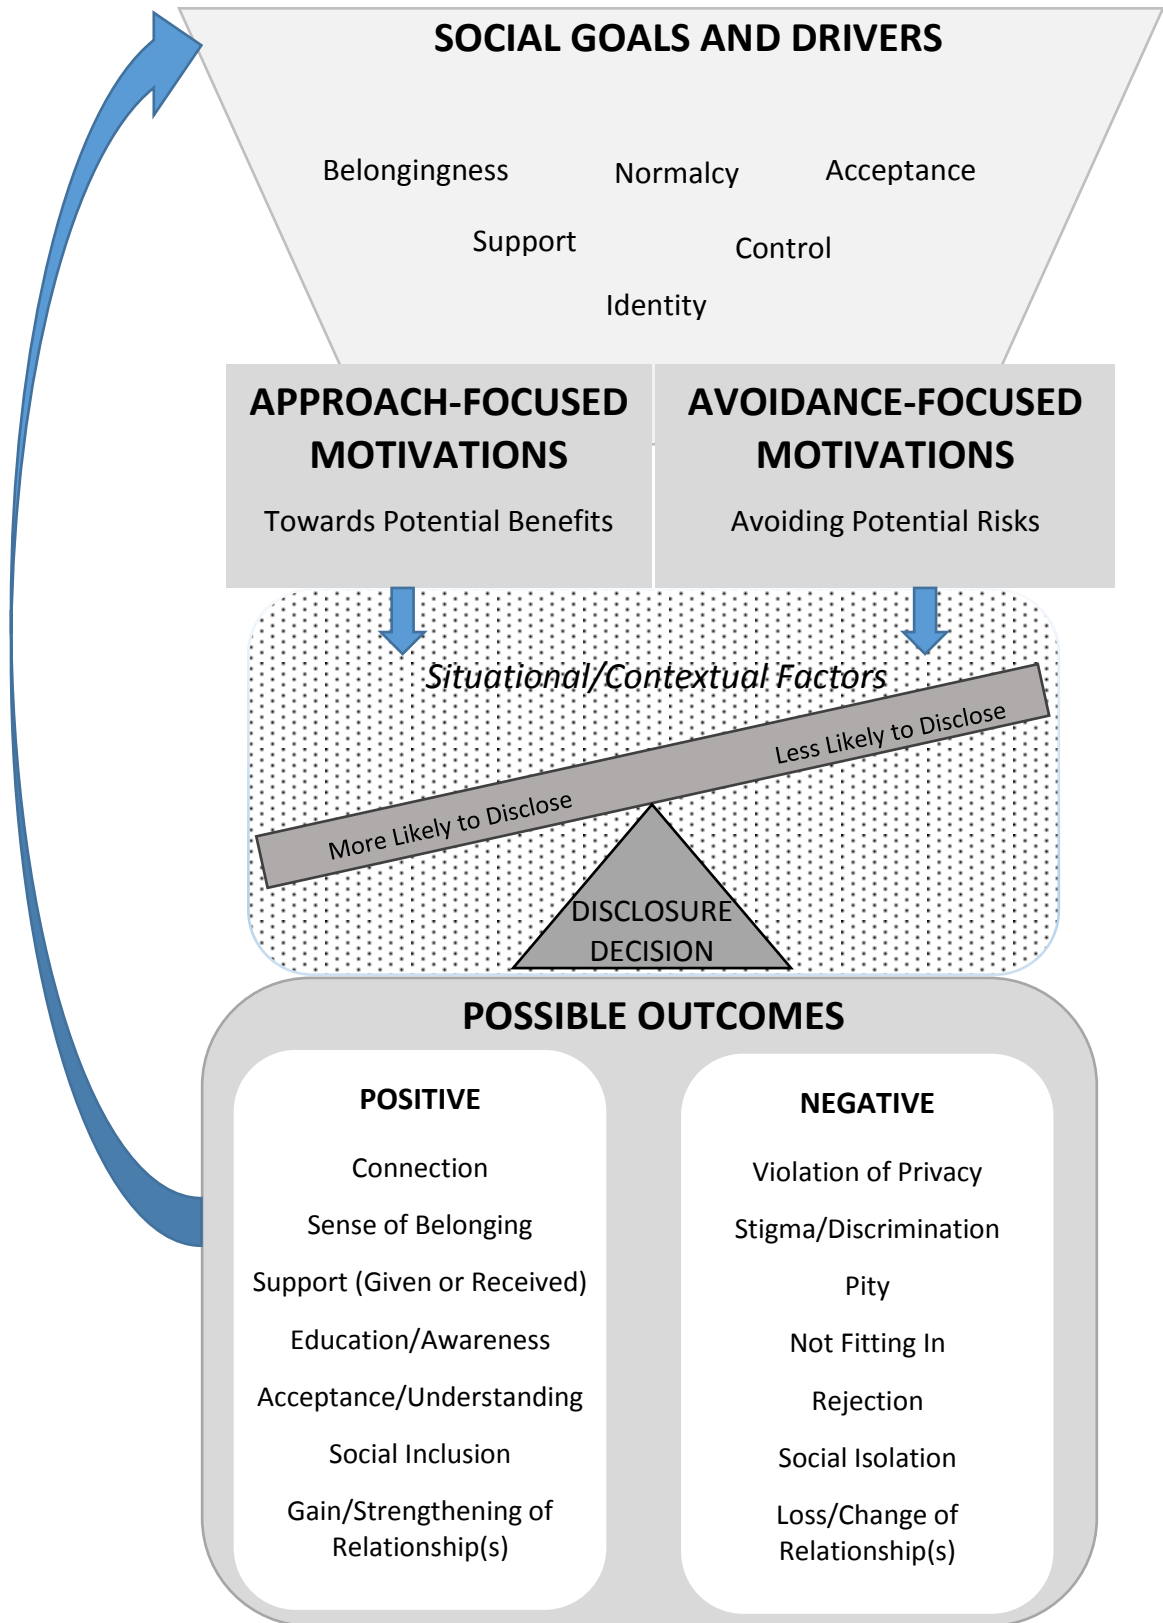 SOCIAL GOALS AND DRIVERS
Belongingness
Normalcy
Acceptance
Support
Control
Identity
APPROACH-FOCUSED
MOTIVATIONS
Towards Potential Benefits
AVOIDANCE-FOCUSED
MOTIVATIONS
Avoiding Potential Risks
Situational/Contextual Factors
More Likely to Disclose
Less Likely to Disclose
DISCLOSURE
DECISION
POSSIBLE OUTCOMES
POSITIVE
Connection
Sense of Belonging
Support (Given or Received)
Education/Awareness
Acceptance/Understanding
Social Inclusion
Gain/Strengthening of
Relationship(s)
NEGATIVE
Violation of Privacy
Stigma/Discrimination
Pity
Not Fitting In
Rejection
Social Isolation
Loss/Change of
Relationship(s)